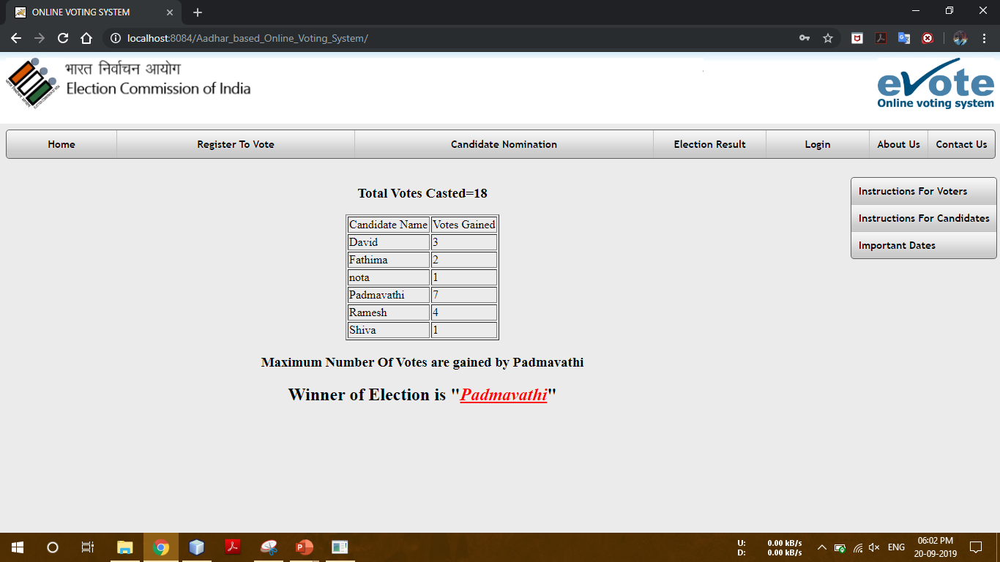 ONLINE VOTING SYSTEM
localhost:8084/Aadhar_based_Online_Voting_System/
भारत निर्वाचन आयोग
Election Commission of India
eVote
Online voting system
Home Register To Vote Candidate Nomination Election Result Login About Us Contact Us
Instructions For Voters
Instructions For Candidates
Important Dates
Total Votes Casted=18
Candidate Name Votes Gained
David 3
Fathima 2
nota 1
Padmavathi 7
Ramesh 4
Shiva 1
Maximum Number Of Votes are gained by Padmavathi
Winner of Election is "Padmavathi"
U: 0.00 kB/s
D: 0.00 kB/s
ENG
06:02 PM
20-09-2019